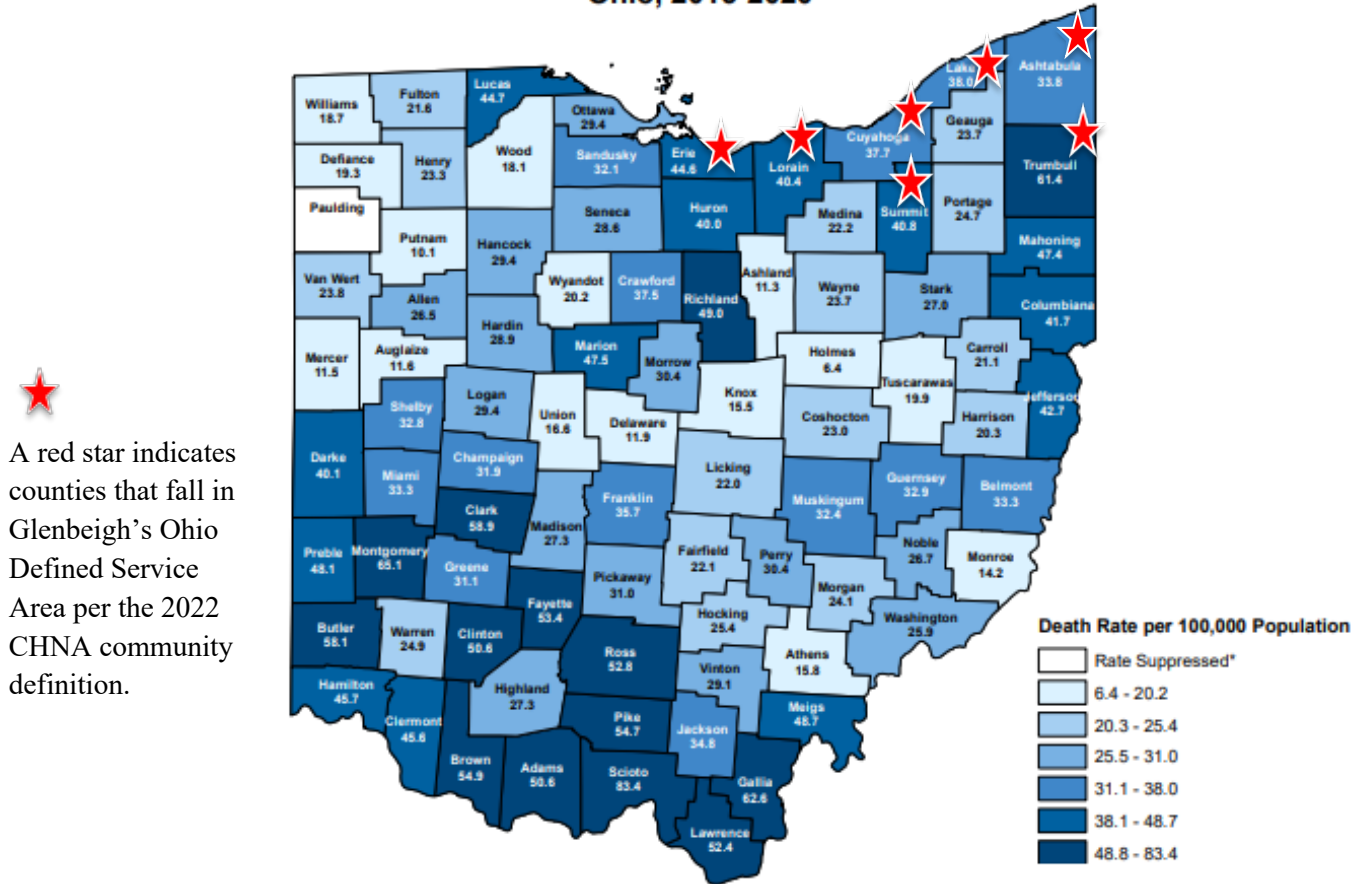 Ohio,
Williams
18.7
Fulton
21.6
Lucas
44.7
Ottawa
29.4
Lake
38.0
Ashtabula
33.8
Geauga
23.7
Cuyahoga
37.7
Defiance
19.3
Henry
23.3
Wood
18.1
Sandusky
32.1
Erie
44.6
Lorain
40.4
Trumbull
61.4
Paulding
Putnam
10.1
Hancock
29.4
Seneca
28.6
Huron
40.0
Medina
22.2
Summit
40.8
Portage
24.7
Mahoning
47.4
Van Wert
23.8
Allen
26.5
Wyandot
20.2
Crawford
37.5
Richland
49.0
Ashland
11.3
Wayne
23.7
Stark
27.0
Columbiana
41.7
Mercer
11.5
Auglaize
11.6
Hardin
28.9
Marion
47.5
Morrow
30.4
Holmes
6.4
Carroll
21.1
Tuscarawas
19.9
Jefferson
42.7
Shelby
32.8
Logan
29.4
Union
16.6
Delaware
11.9
Knox
15.5
Coshocton
23.0
Harrison
20.3
Darke
40.1
Miami
33.3
Champaign
31.9
Licking
22.0
Franklin
35.7
Muskingum
32.4
Guernsey
32.9
Belmont
33.3
Clark
58.9
Madison
27.3
Preble
48.1
Montgomery
65.1
Greene
31.1
Fairfield
22.1
Perry
30.4
Noble
26.7
Monroe
14.2
Pickaway
31.0
Morgan
24.1
Fayette
53.4
Hocking
25.4
Washington
25.9
Butler
58.1
Warren
24.9
Clinton
50.6
Ross
52.8
Athens
15.8
Vinton
29.1
Hamilton
45.7
Highland
27.3
Clermont
45.6
Pike
54.7
Jackson
34.8
Meigs
48.7
Brown
54.9
Adams
50.6
Scioto
83.4
Gallia
62.6
Lawrence
52.4
A red star indicates
counties that fall in
Glenbeigh's Ohio
Defined Service
Area per the 2022
CHNA community
definition.
Death Rate per 100,000 Population
Rate Suppressed*
6.4 - 20.2
20.3 - 25.4
25.5 - 31.0
31.1 - 38.0
38.1 - 48.7
48.8 - 83.4